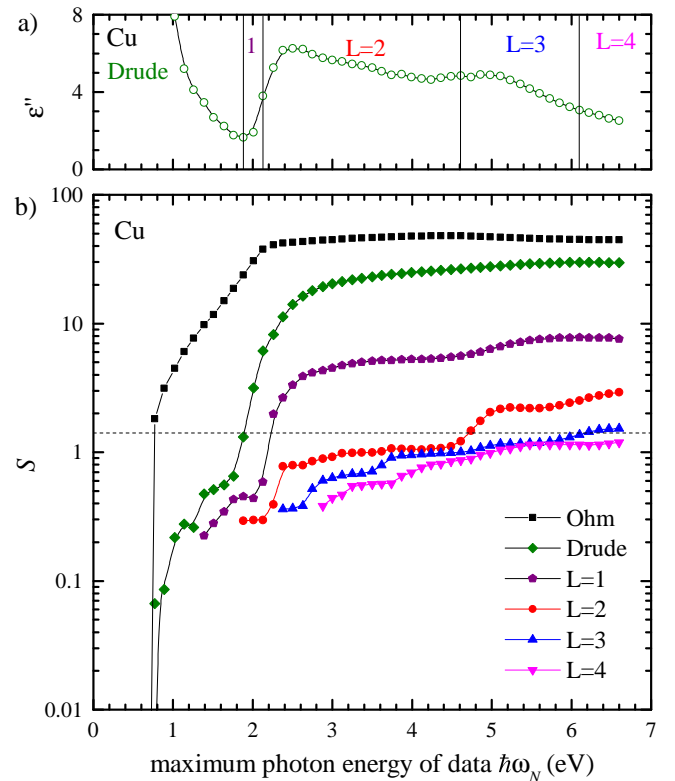 a)
8
4
0
ε"
Cu
Drude
1
L=2
L=3
L=4
b)
100
10
1
0.1
0.01
S
Cu
Ohm
Drude
L=1
L=2
L=3
L=4
0 1 2 3 4 5 6 7
maximum photon energy of data ℏω_N (eV)